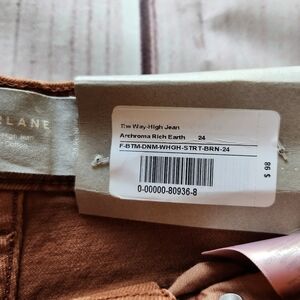 RLANE
The Way-High Jean
Archroma Rich Earth 24
F-BTM-DNM-WHGH-STRT-BRN-24
0-00000-80936-8
$ 98